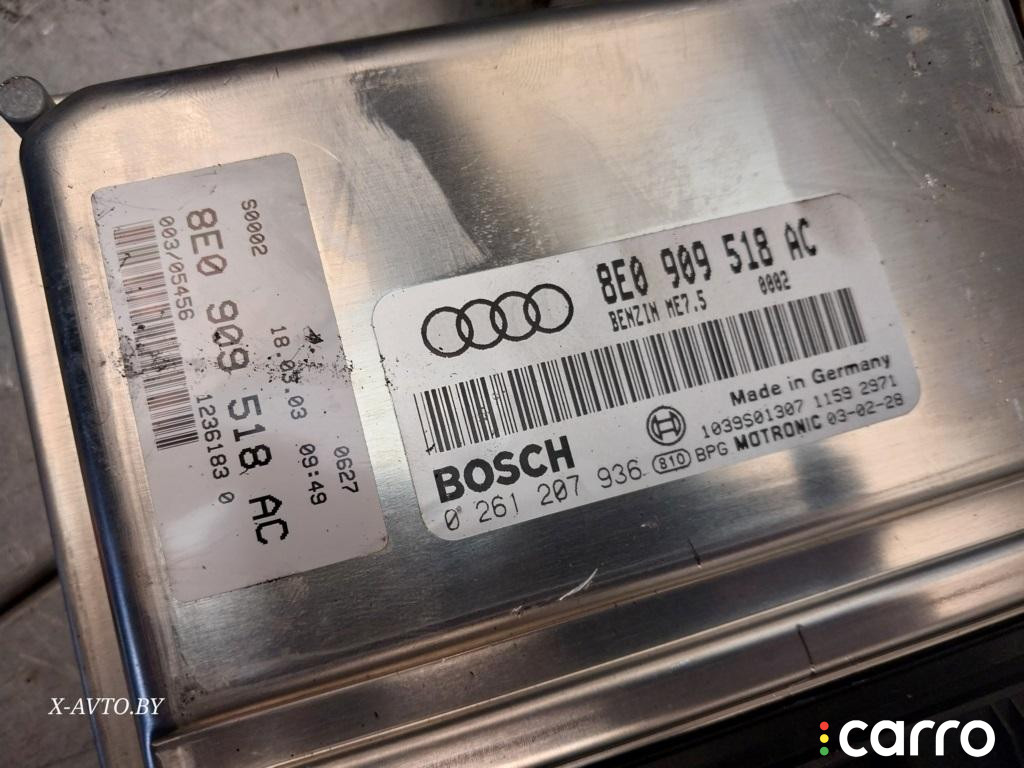 S0002
8E0 909 518 AC
003/05456
1236183 0
18.03.03 09:49
0627
8E0 909 518 AC
BENZIN ME7.5
0002
Made in Germany
1039S01307 1159 2971
BOSCH
0 261 207 936
810 BPG MOTRONIC 03-02-28
X-AVTO.BY
carro